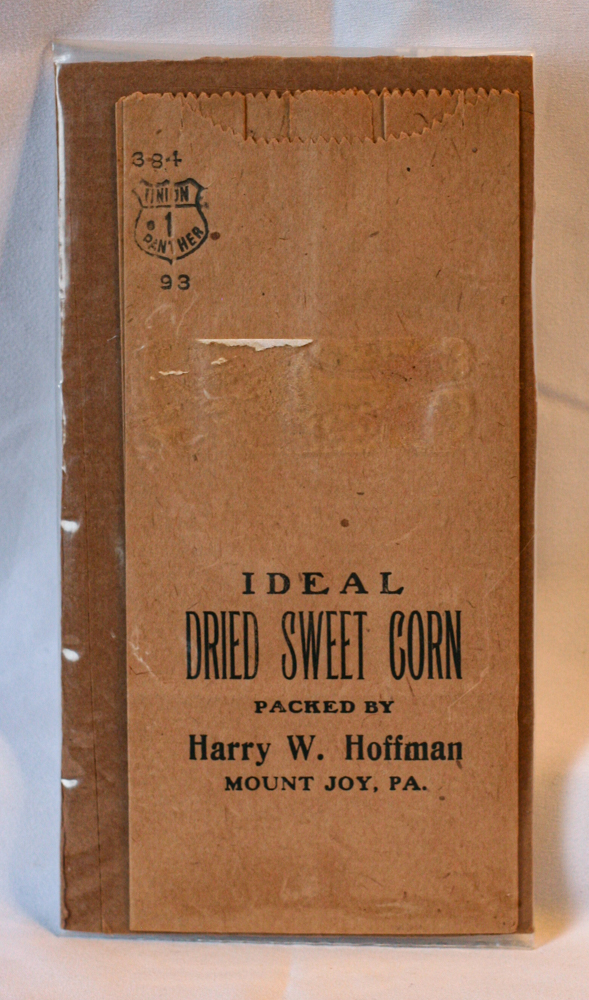 384
UNION
1
PANTHER
93
IDEAL
DRIED SWEET CORN
PACKED BY
Harry W. Hoffman
MOUNT JOY, PA.